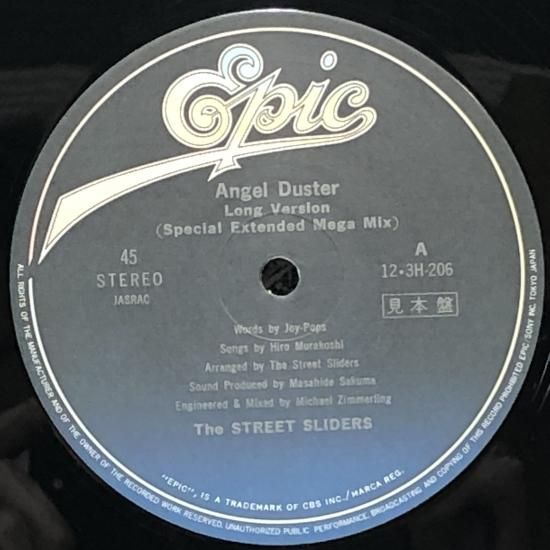 Epic
Angel Duster
Long Version
(Special Extended Mega Mix)
45
STEREO
JASRAC
A
12・3H-206
見本盤
Words by Joy-Pops
Songs by Hiro Murakoshi
Arranged by The Street Sliders
Sound Produced by Masahide Sakuma
Engineered & Mixed by Michael Zimmerling
The STREET SLIDERS
"EPIC", IS A TRADEMARK OF CBS INC./MARCA REG.
ALL RIGHTS OF THE MANUFACTURER AND OF THE OWNER OF THE RECORDED WORK RESERVED. UNAUTHORIZED PUBLIC PERFORMANCE, BROADCASTING AND COPYING OF THIS RECORD PROHIBITED EPIC/SONY INC. TOKYO JAPAN